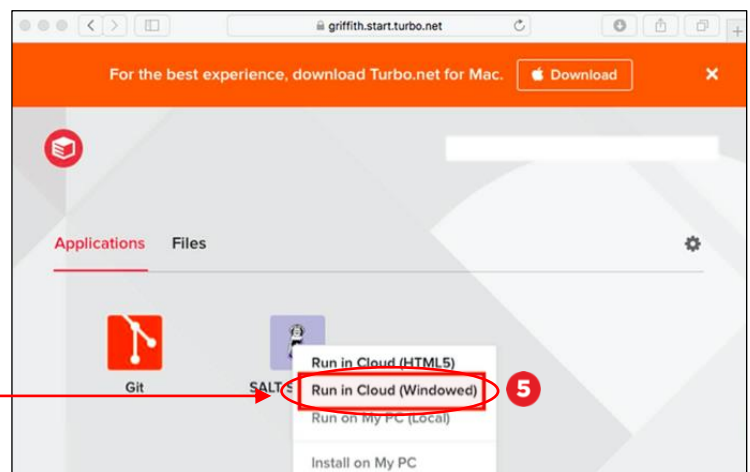 griffith.start.turbo.net
For the best experience, download Turbo.net for Mac. Download
Applications Files
Git
SALT S
Run in Cloud (HTML5)
Run in Cloud (Windowed)
5
Run on My PC (Local)
Install on My PC